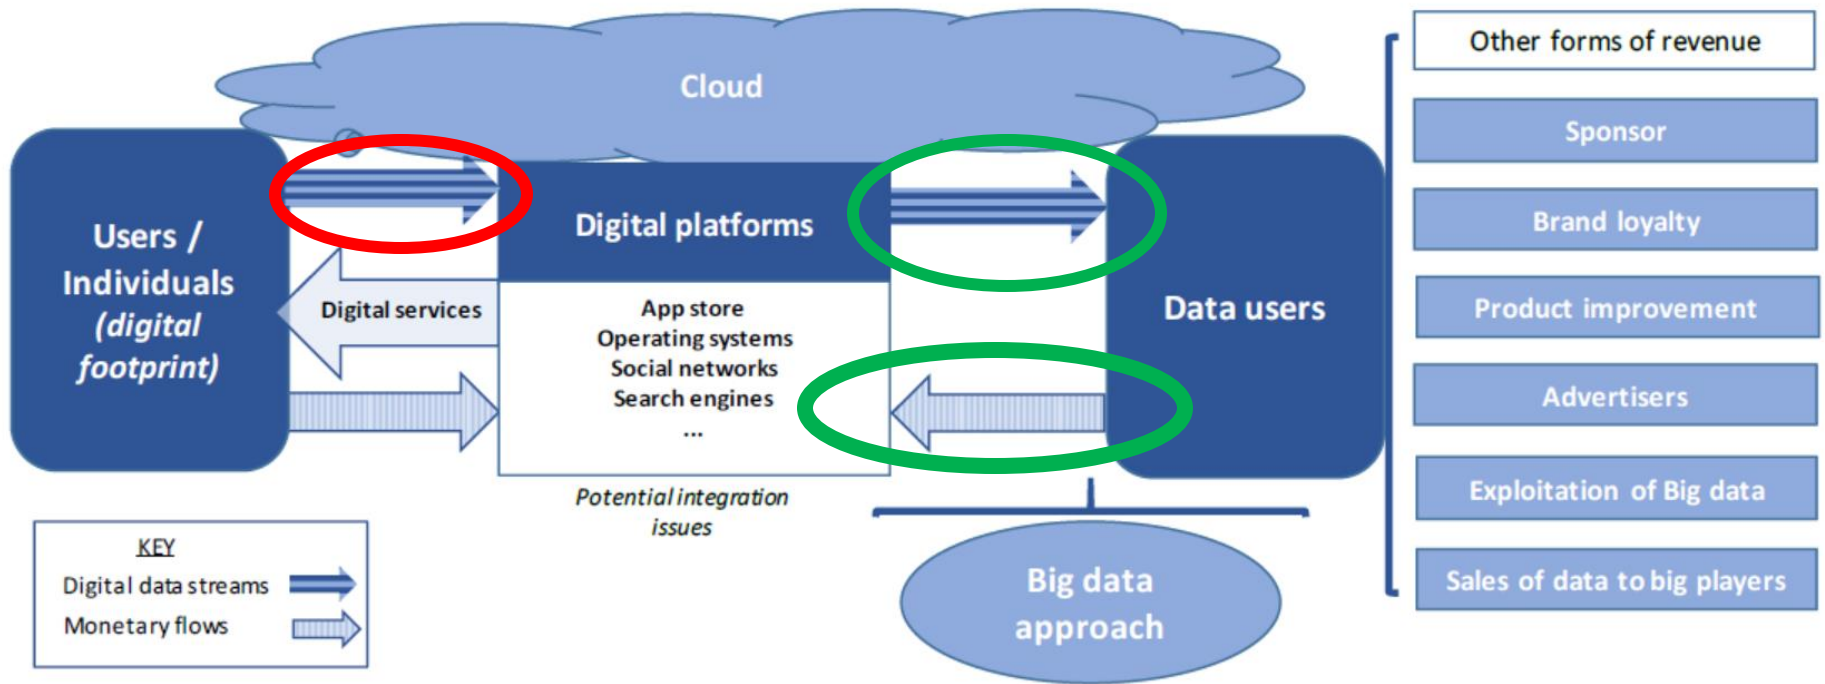 Cloud
Users /
Individuals
(digital
footprint)
Digital services
Digital platforms
App store
Operating systems
Social networks
Search engines
...
Potential integration
issues
Data users
Big data
approach
KEY
Digital data streams
Monetary flows
Other forms of revenue
Sponsor
Brand loyalty
Product improvement
Advertisers
Exploitation of Big data
Sales of data to big players